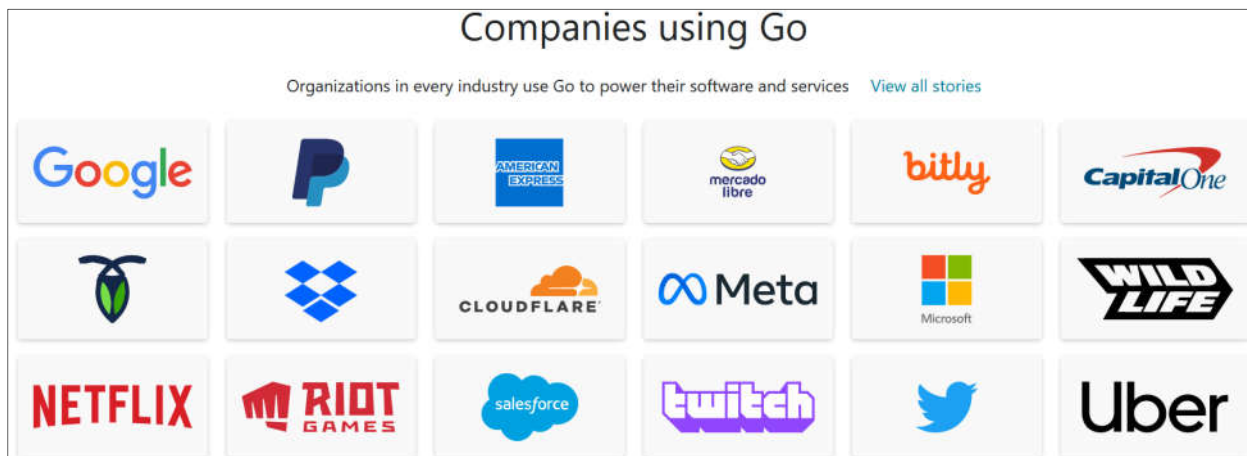 Companies using Go
Organizations in every industry use Go to power their software and services View all stories
Google
AMERICAN
EXPRESS
mercado
libre
bitly
CapitalOne
CLOUDFLARE
Meta
Microsoft
WILD
LIFE
NETFLIX
RIOT
GAMES
salesforce
twitch
Uber